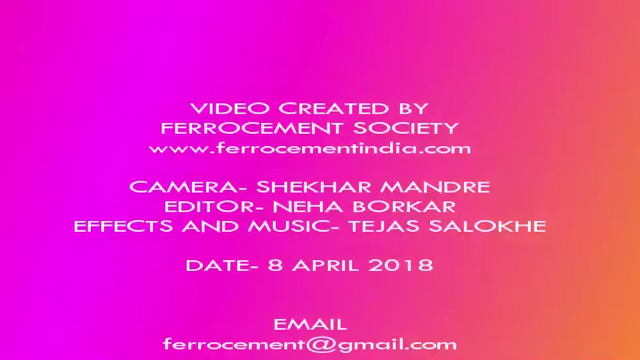 VIDEO CREATED BY
FERROCEMENT SOCIETY
www.ferrocementindia.com
CAMERA- SHEKHAR MANDRE
EDITOR- NEHA BORKAR
EFFECTS AND MUSIC- TEJAS SALOKHE
DATE- 8 APRIL 2018
EMAIL
ferrocement@gmail.com